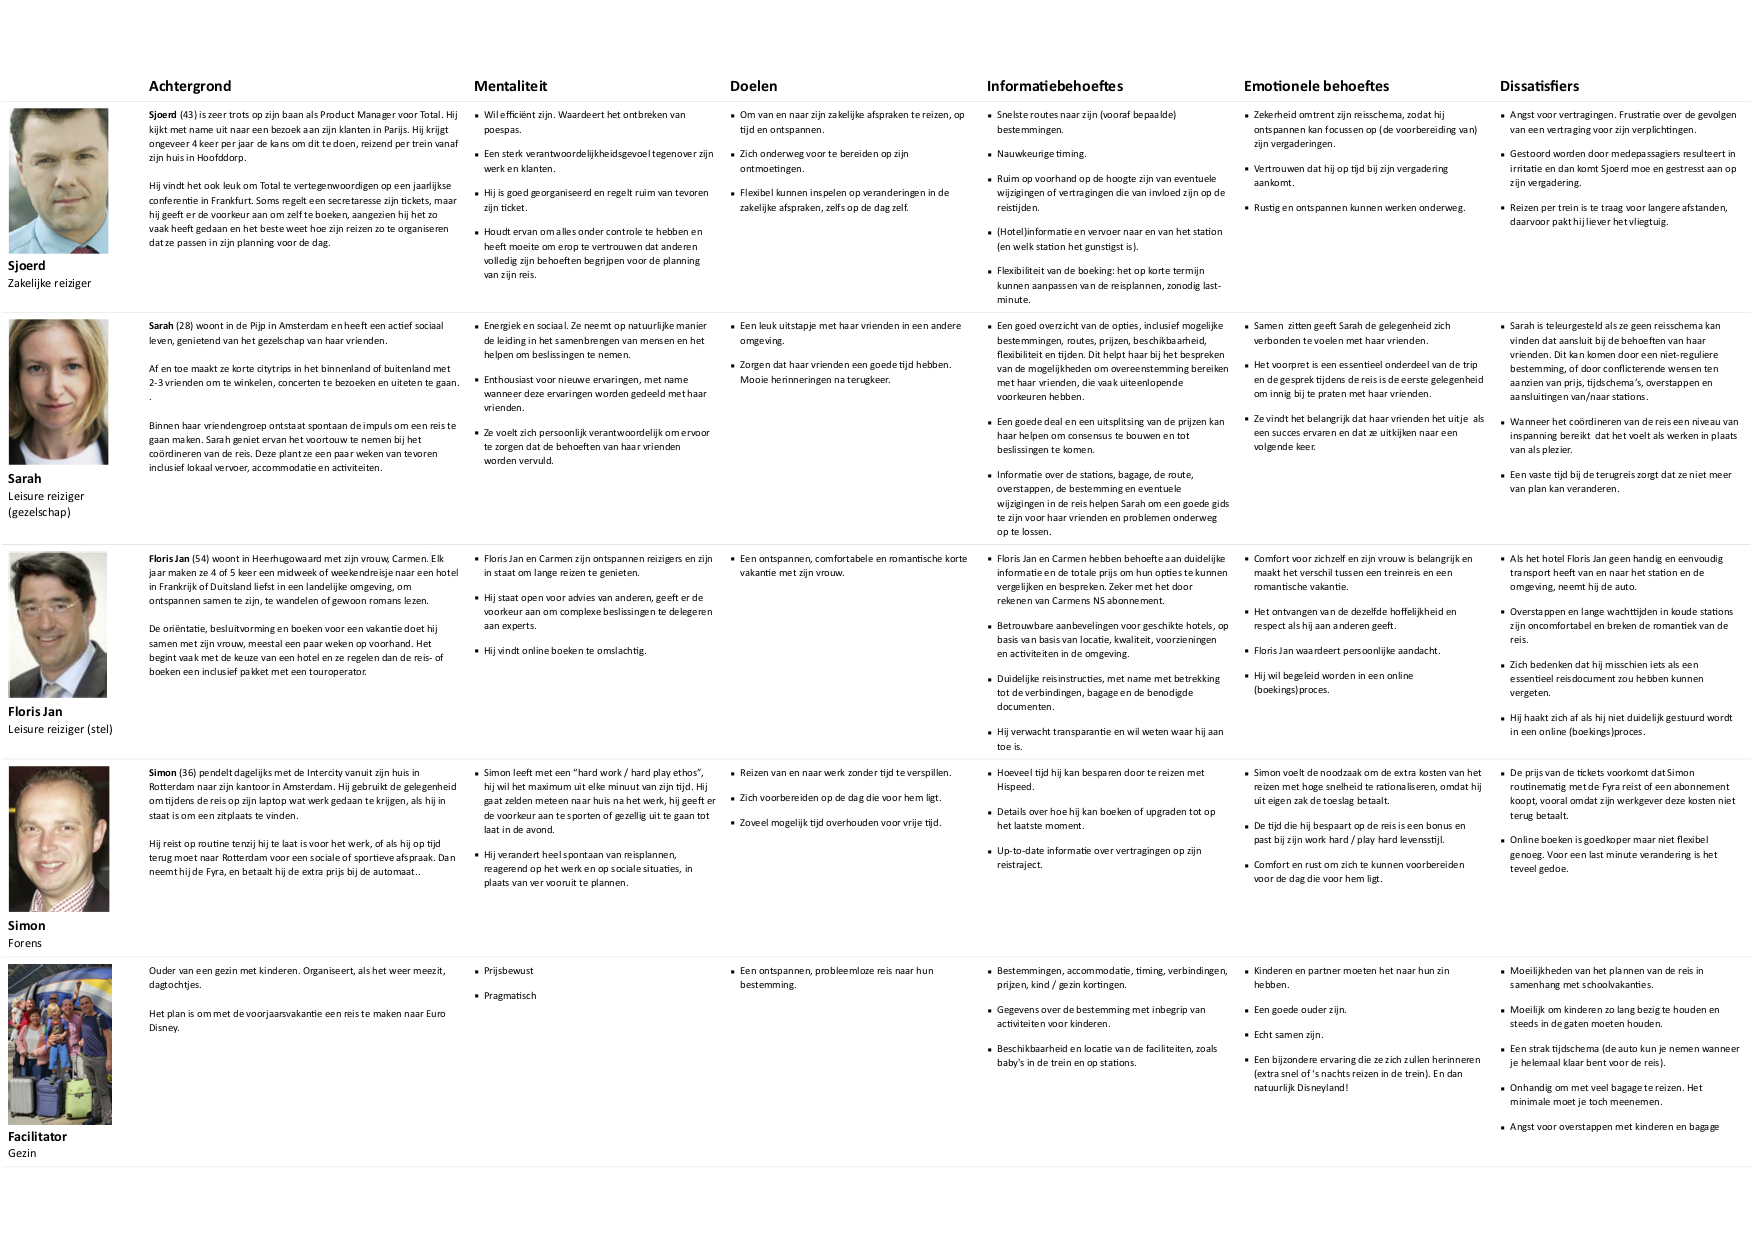 Achtergrond
Mentaliteit
Doelen
Informatiebehoeftes
Emotionele behoeftes
Dissatisfiers
Sjoerd
Zakelijke reiziger
Sjoerd (43) is zeer trots op zijn baan als Product Manager voor Total. Hij
kijkt met name uit naar een bezoek aan zijn klanten in Parijs. Hij krijgt
ongeveer 4 keer per jaar de kans om dit te doen, reizend per trein vanaf
zijn huis in Hoofddorp.
Hij vindt het ook leuk om Total te vertegenwoordigen op een jaarlijkse
conferentie in Frankfurt. Soms regelt een secretaresse zijn tickets, maar
hij geeft er de voorkeur aan om zelf te boeken, aangezien hij het zo
vaak heeft gedaan en het beste weet hoe zijn reizen zo te organiseren
dat ze passen in zijn planning voor de dag.
▪ Wil efficiënt zijn. Waardeert het ontbreken van
poespas.
▪ Een sterk verantwoordelijkheidsgevoel tegenover zijn
werk en klanten.
▪ Hij is goed georganiseerd en regelt ruim van tevoren
zijn ticket.
▪ Houdt ervan om alles onder controle te hebben en
heeft moeite om erop te vertrouwen dat anderen
volledig zijn behoeften begrijpen voor de planning
van zijn reis.
▪ Om van en naar zijn zakelijke afspraken te reizen, op
tijd en ontspannen.
▪ Zich onderweg voor te bereiden op zijn
ontmoetingen.
▪ Flexibel kunnen inspelen op veranderingen in de
zakelijke afspraken, zelfs op de dag zelf.
▪ Snelste routes naar zijn (vooraf bepaalde)
bestemmingen.
▪ Nauwkeurige timing.
▪ Ruim op voorhand op de hoogte zijn van eventuele
wijzigingen of vertragingen die van invloed zijn op de
reistijden.
▪ (Hotel)informatie en vervoer naar en van het station
(en welk station het gunstigst is).
▪ Flexibiliteit van de boeking: het op korte termijn
kunnen aanpassen van de reisplannen, zonodig last-
minute.
▪ Zekerheid omtrent zijn reisschema, zodat hij
ontspannen kan focussen op (de voorbereiding van)
zijn vergaderingen.
▪ Vertrouwen dat hij op tijd bij zijn vergadering
aankomt.
▪ Rustig en ontspannen kunnen werken onderweg.
▪ Angst voor vertragingen. Frustratie over de gevolgen
van een vertraging voor zijn verplichtingen.
▪ Gestoord worden door medepassagiers resulteert in
irritatie en dan komt Sjoerd moe en gestresst aan op
zijn vergadering.
▪ Reizen per trein is te traag voor langere afstanden,
daarvoor pakt hij liever het vliegtuig.
Sarah
Leisure reiziger
(gezelschap)
Sarah (28) woont in de Pijp in Amsterdam en heeft een actief sociaal
leven, genietend van het gezelschap van haar vrienden.
Af en toe maakt ze korte citytrips in het binnenland of buitenland met
2-3 vrienden om te winkelen, concerten te bezoeken en uiteten te gaan.
.
Binnen haar vriendengroep ontstaat spontaan de impuls om een reis te
gaan maken. Sarah geniet ervan het voortouw te nemen bij het
coördineren van de reis. Deze plant ze een paar weken van tevoren
inclusief lokaal vervoer, accommodatie en activiteiten.
▪ Energiek en sociaal. Ze neemt op natuurlijke manier
de leiding in het samenbrengen van mensen en het
helpen om beslissingen te nemen.
▪ Enthousiast voor nieuwe ervaringen, met name
wanneer deze ervaringen worden gedeeld met haar
vrienden.
▪ Ze voelt zich persoonlijk verantwoordelijk om ervoor
te zorgen dat de behoeften van haar vrienden
worden vervuld.
▪ Een leuk uitstapje met haar vrienden in een andere
omgeving.
▪ Zorgen dat haar vrienden een goede tijd hebben.
Mooie herinneringen na terugkeer.
▪ Een goed overzicht van de opties, inclusief mogelijke
bestemmingen, routes, prijzen, beschikbaarheid,
flexibiliteit en tijden. Dit helpt haar bij het bespreken
van de mogelijkheden om overeenstemming bereiken
met haar vrienden, die vaak uiteenlopende
voorkeuren hebben.
▪ Een goede deal en een uitsplitsing van de prijzen kan
haar helpen om consensus te bouwen en tot
beslissingen te komen.
▪ Informatie over de stations, bagage, de route,
overstappen, de bestemming en eventuele
wijzigingen in de reis helpen Sarah om een goede gids
te zijn voor haar vrienden en problemen onderweg
op te lossen.
▪ Samen zitten geeft Sarah de gelegenheid zich
verbonden te voelen met haar vrienden.
▪ Het voorpret is een essentieel onderdeel van de trip
en de gesprek tijdens de reis is de eerste gelegenheid
om innig bij te praten met haar vrienden.
▪ Ze vindt het belangrijk dat haar vrienden het uitje als
een succes ervaren en dat ze uitkijken naar een
volgende keer.
▪ Sarah is teleurgesteld als ze geen reisschema kan
vinden dat aansluit bij de behoeften van haar
vrienden. Dit kan komen door een niet-reguliere
bestemming, of door conflicterende wensen ten
aanzien van prijs, tijdschema's, overstappen en
aansluitingen van/naar stations.
▪ Wanneer het coördineren van de reis een niveau van
inspanning bereikt dat het voelt als werken in plaats
van als plezier.
▪ Een vaste tijd bij de terugreis zorgt dat ze niet meer
van plan kan veranderen.
Floris Jan
Leisure reiziger (stel)
Floris Jan (54) woont in Heerhugowaard met zijn vrouw, Carmen. Elk
jaar maken ze 4 of 5 keer een midweek of weekendreisje naar een hotel
in Frankrijk of Duitsland liefst in een landelijke omgeving, om
ontspannen samen te zijn, te wandelen of gewoon romans lezen.
De oriëntatie, besluitvorming en boeken voor een vakantie doet hij
samen met zijn vrouw, meestal een paar weken op voorhand. Het
begint vaak met de keuze van een hotel en ze regelen dan de reis- of
boeken een inclusief pakket met een touroperator.
▪ Floris Jan en Carmen zijn ontspannen reizigers en zijn
in staat om lange reizen te genieten.
▪ Hij staat open voor advies van anderen, geeft er de
voorkeur aan om complexe beslissingen te delegeren
aan experts.
▪ Hij vindt online boeken te omslachtig.
▪ Een ontspannen, comfortabele en romantische korte
vakantie met zijn vrouw.
▪ Floris Jan en Carmen hebben behoefte aan duidelijke
informatie en de totale prijs om hun opties te kunnen
vergelijken en bespreken. Zeker met het door
rekenen van Carmens NS abonnement.
▪ Betrouwbare aanbevelingen voor geschikte hotels, op
basis van basis van locatie, kwaliteit, voorzieningen
en activiteiten in de omgeving.
▪ Duidelijke reisinstructies, met name met betrekking
tot de verbindingen, bagage en de benodigde
documenten.
▪ Hij verwacht transparantie en wil weten waar hij aan
toe is.
▪ Comfort voor zichzelf en zijn vrouw is belangrijk en
maakt het verschil tussen een treinreis en een
romantische vakantie.
▪ Het ontvangen van de dezelfde hoffelijkheid en
respect als hij aan anderen geeft.
▪ Floris Jan waardeert persoonlijke aandacht.
▪ Hij wil begeleid worden in een online
(boekings)proces.
▪ Als het hotel Floris Jan geen handig en eenvoudig
transport heeft van en naar het station en de
omgeving, neemt hij de auto.
▪ Overstappen en lange wachttijden in koude stations
zijn oncomfortabel en breken de romantiek van de
reis.
▪ Zich bedenken dat hij misschien iets als een
essentieel reisdocument zou hebben kunnen
vergeten.
▪ Hij haakt zich af als hij niet duidelijk gestuurd wordt
in een online (boekings)proces.
Simon
Forens
Simon (36) pendelt dagelijks met de Intercity vanuit zijn huis in
Rotterdam naar zijn kantoor in Amsterdam. Hij gebruikt de gelegenheid
om tijdens de reis op zijn laptop wat werk gedaan te krijgen, als hij in
staat is om een zitplaats te vinden.
Hij reist op routine tenzij hij te laat is voor het werk, of als hij op tijd
terug moet naar Rotterdam voor een sociale of sportieve afspraak. Dan
neemt hij de Fyra, en betaalt hij de extra prijs bij de automaat..
▪ Simon leeft met een “hard work / hard play ethos”,
hij wil het maximum uit elke minuut van zijn tijd. Hij
gaat zelden meteen naar huis na het werk, hij geeft er
de voorkeur aan te sporten of gezellig uit te gaan tot
laat in de avond.
▪ Hij verandert heel spontaan van reisplannen,
reagerend op het werk en op sociale situaties, in
plaats van ver vooruit te plannen.
▪ Reizen van en naar werk zonder tijd te verspillen.
▪ Zich voorbereiden op de dag die voor hem ligt.
▪ Zoveel mogelijk tijd overhouden voor vrije tijd.
▪ Hoeveel tijd hij kan besparen door te reizen met
Hispeed.
▪ Details over hoe hij kan boeken of upgraden tot op
het laatste moment.
▪ Up-to-date informatie over vertragingen op zijn
reistraject.
▪ Simon voelt de noodzaak om de extra kosten van het
reizen met hoge snelheid te rationaliseren, omdat hij
uit eigen zak de toeslag betaalt.
▪ De tijd die hij bespaart op de reis is een bonus en
past bij zijn work hard / play hard levensstijl.
▪ Comfort en rust om zich te kunnen voorbereiden
voor de dag die voor hem ligt.
▪ De prijs van de tickets voorkomt dat Simon
routinematig met de Fyra reist of een abonnement
koopt, vooral omdat zijn werkgever deze kosten niet
terug betaalt.
▪ Online boeken is goedkoper maar niet flexibel
genoeg. Voor een last minute verandering is het
teveel gedoe.
Facilitator
Gezin
Ouder van een gezin met kinderen. Organiseert, als het weer meezit,
dagtochtjes.
Het plan is om met de voorjaarsvakantie een reis te maken naar Euro
Disney.
▪ Prijsbewust
▪ Pragmatisch
▪ Een ontspannen, probleemloze reis naar hun
bestemming.
▪ Bestemmingen, accommodatie, timing, verbindingen,
prijzen, kind / gezin kortingen.
▪ Gegevens over de bestemming met inbegrip van
activiteiten voor kinderen.
▪ Beschikbaarheid en locatie van de faciliteiten, zoals
baby's in de trein en op stations.
▪ Kinderen en partner moeten het naar hun zin
hebben.
▪ Een goede ouder zijn.
▪ Echt samen zijn.
▪ Een bijzondere ervaring die ze zich zullen herinneren
(extra snel of ‘s nachts reizen in de trein). En dan
natuurlijk Disneyland!
▪ Moeilijkheden van het plannen van de reis in
samenhang met schoolvakanties.
▪ Moeilijk om kinderen zo lang bezig te houden en
steeds in de gaten moeten houden.
▪ Een strak tijdschema (de auto kun je nemen wanneer
je helemaal klaar bent voor de reis).
▪ Onhandig om met veel bagage te reizen. Het
minimale moet je toch meenemen.
▪ Angst voor overstappen met kinderen en bagage